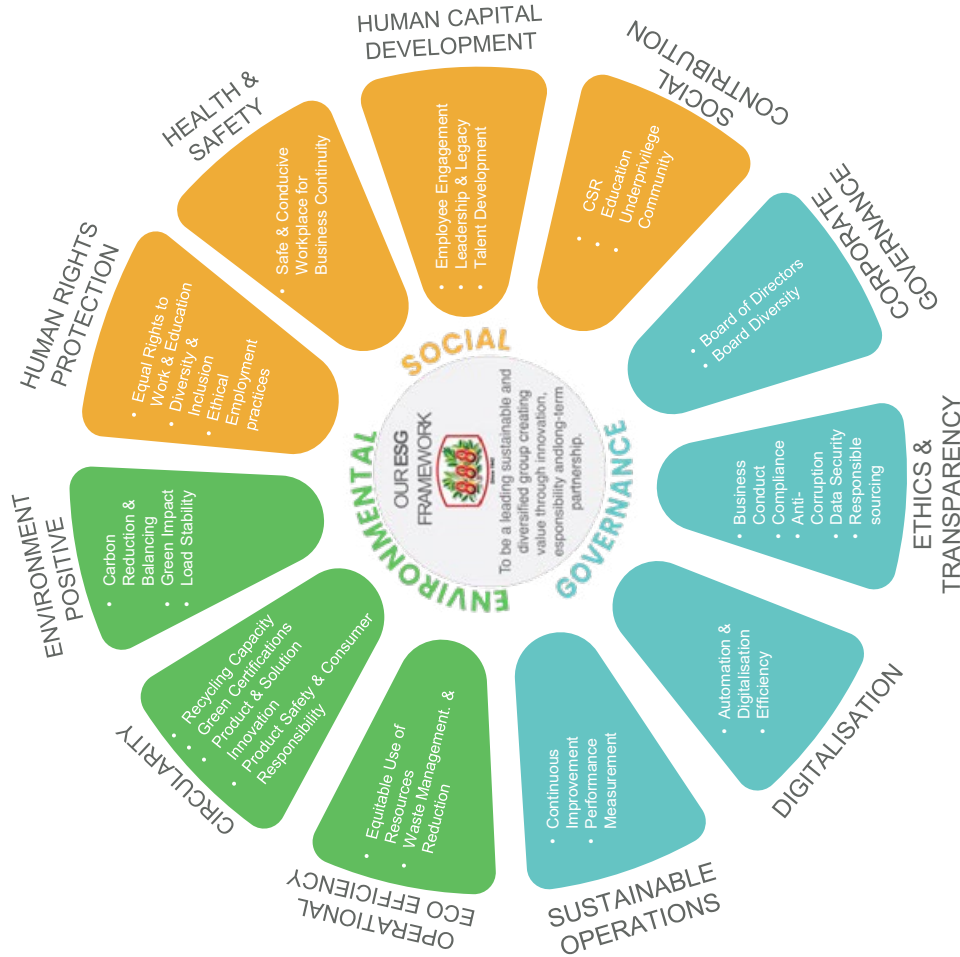 OUR ESG
FRAMEWORK
888
Since 1942
To be a leading sustainable and
diversified group creating
value through innovation,
esponsibility andlong-term
partnership.
SOCIAL
HUMAN RIGHTS
PROTECTION
• Equal Rights to
Work & Education
• Diversity &
Inclusion
• Ethical
Employment
practices
HEALTH &
SAFETY
• Safe & Conducive
Workplace for
Business Continuity
HUMAN CAPITAL
DEVELOPMENT
• Employee Engagement
• Leadership & Legacy
• Talent Development
SOCIAL
CONTRIBUTION
• CSR
• Education
• Underprivilege
Community
GOVERNANCE
CORPORATE
GOVERNANCE
• Board of Directors
• Board Diversity
ETHICS &
TRANSPARENCY
• Business
Conduct
• Compliance
• Anti-
Corruption
• Data Security
• Responsible
sourcing
DIGITALISATION
• Automation &
Digitalisation
• Efficiency
SUSTAINABLE
OPERATIONS
• Continuous
Improvement
• Performance
Measurement
ENVIRONMENTAL
OPERATIONAL
ECO EFFICIENCY
• Equitable Use of
Resources
• Waste Management. &
Reduction
CIRCULARITY
• Recycling Capacity
• Green Certifications
• Product & Solution
Innovation
• Product Safety & Consumer
Responsibility
ENVIRONMENT
POSITIVE
• Carbon
Reduction &
Balancing
• Green Impact
• Load Stability